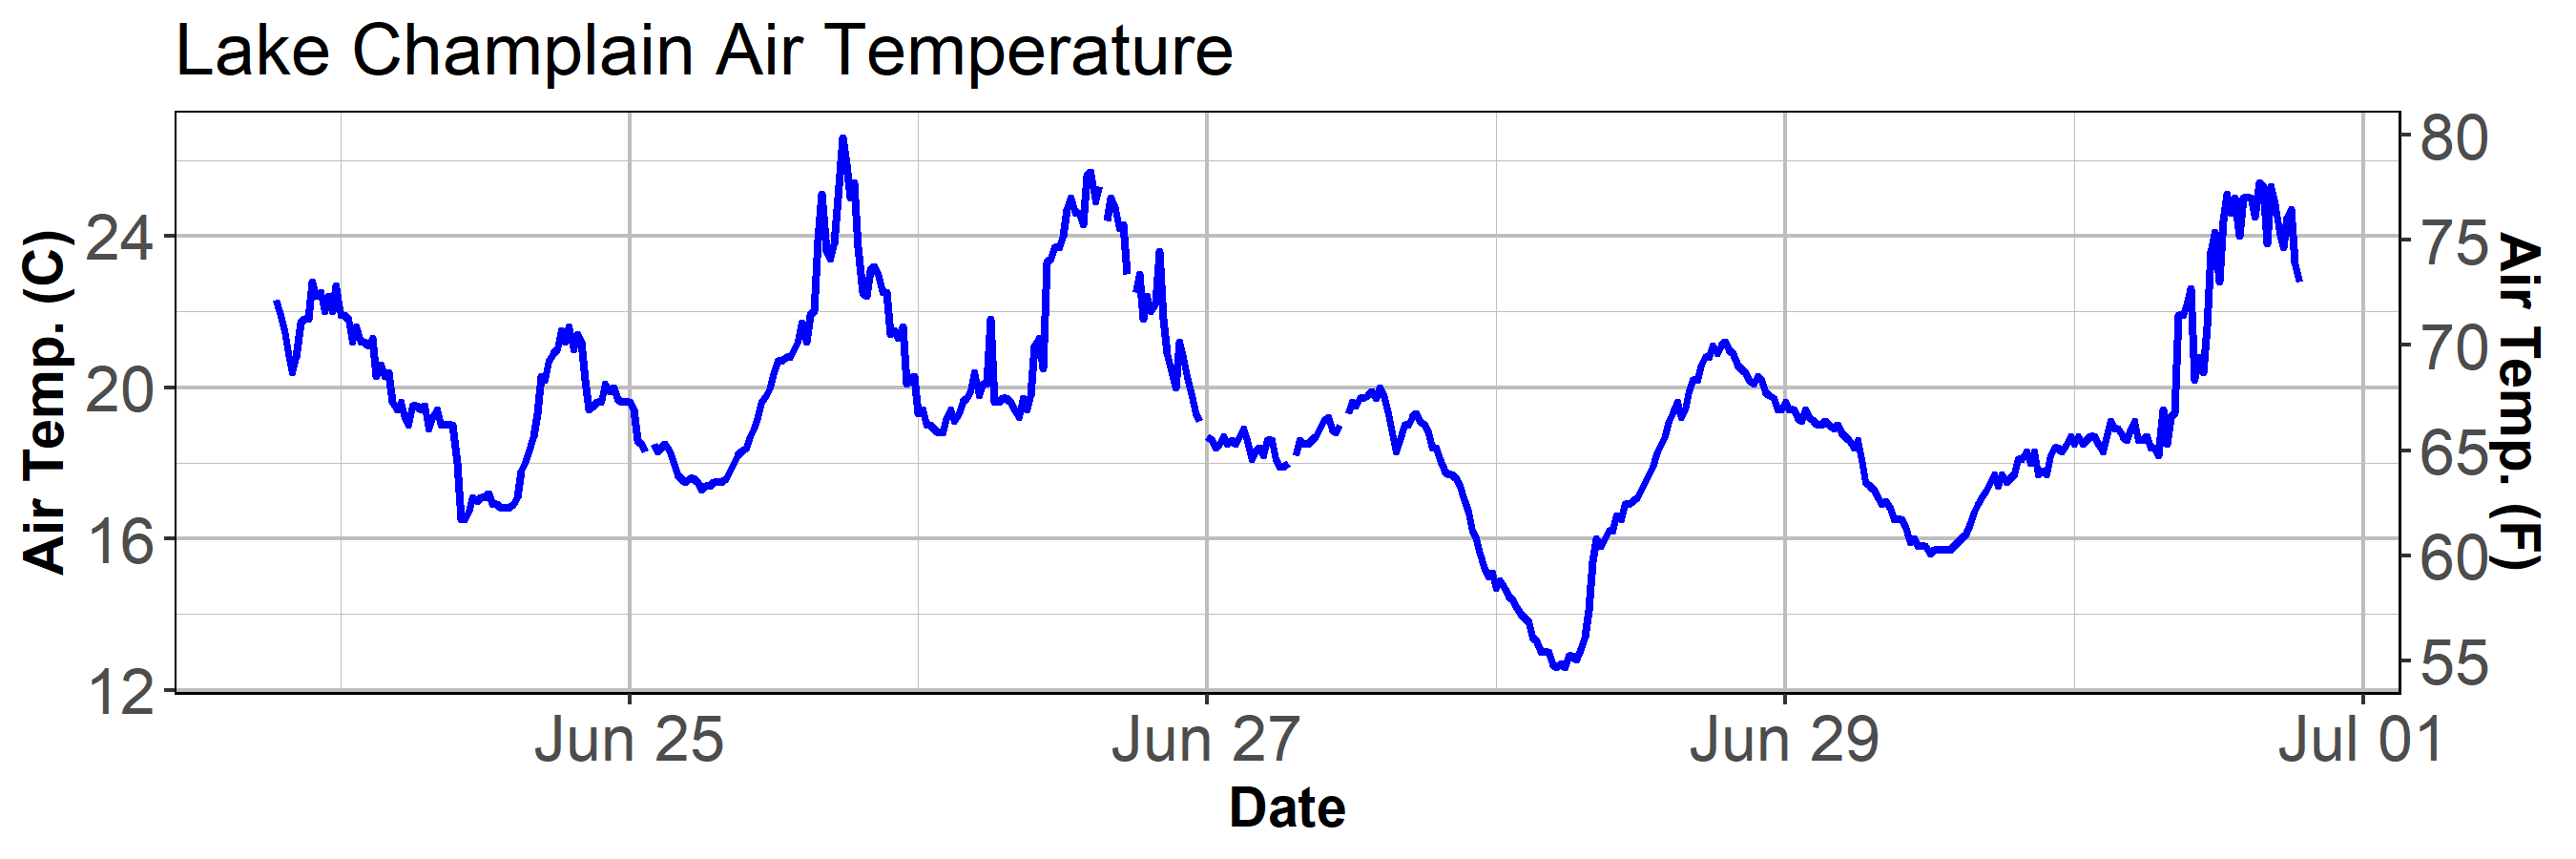 Lake Champlain Air Temperature
Air Temp. (C)
24
20
16
12
80
75
70
65
60
55
Air Temp. (F)
Jun 25
Jun 27
Jun 29
Jul 01
Date